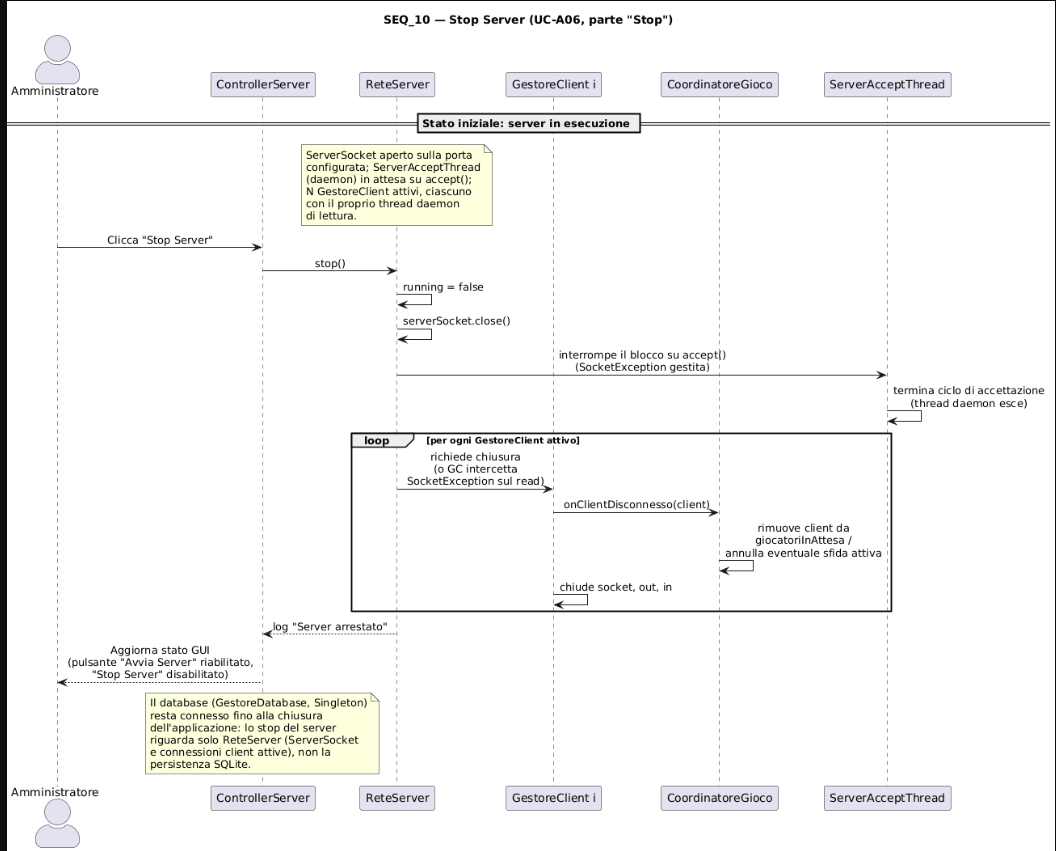 SEQ_10 — Stop Server (UC-A06, parte "Stop")
Amministratore
ControllerServer
ReteServer
GestoreClient i
CoordinatoreGioco
ServerAcceptThread
Stato iniziale: server in esecuzione
ServerSocket aperto sulla porta
configurata; ServerAcceptThread
(daemon) in attesa su accept();
N GestoreClient attivi, ciascuno
con il proprio thread daemon
di lettura.
Clicca "Stop Server"
stop()
running = false
serverSocket.close()
interrompe il blocco su accept()
(SocketException gestita)
termina ciclo di accettazione
(thread daemon esce)
loop
[per ogni GestoreClient attivo]
richiede chiusura
(o GC intercetta
SocketException sul read)
onClientDisconnesso(client)
rimuove client da
giocatoriInAttesa /
annulla eventuale sfida attiva
chiude socket, out, in
log "Server arrestato"
Aggiorna stato GUI
(pulsante "Avvia Server" riabilitato,
"Stop Server" disabilitato)
Il database (GestoreDatabase, Singleton)
resta connesso fino alla chiusura
dell'applicazione: lo stop del server
riguarda solo ReteServer (ServerSocket
e connessioni client attive), non la
persistenza SQLite.
Amministratore
ControllerServer
ReteServer
GestoreClient i
CoordinatoreGioco
ServerAcceptThread